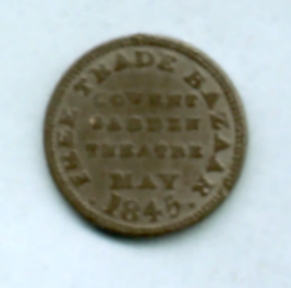 FREE TRADE BAZAAR
COVENT
GARDEN
THEATRE
MAY
1845.